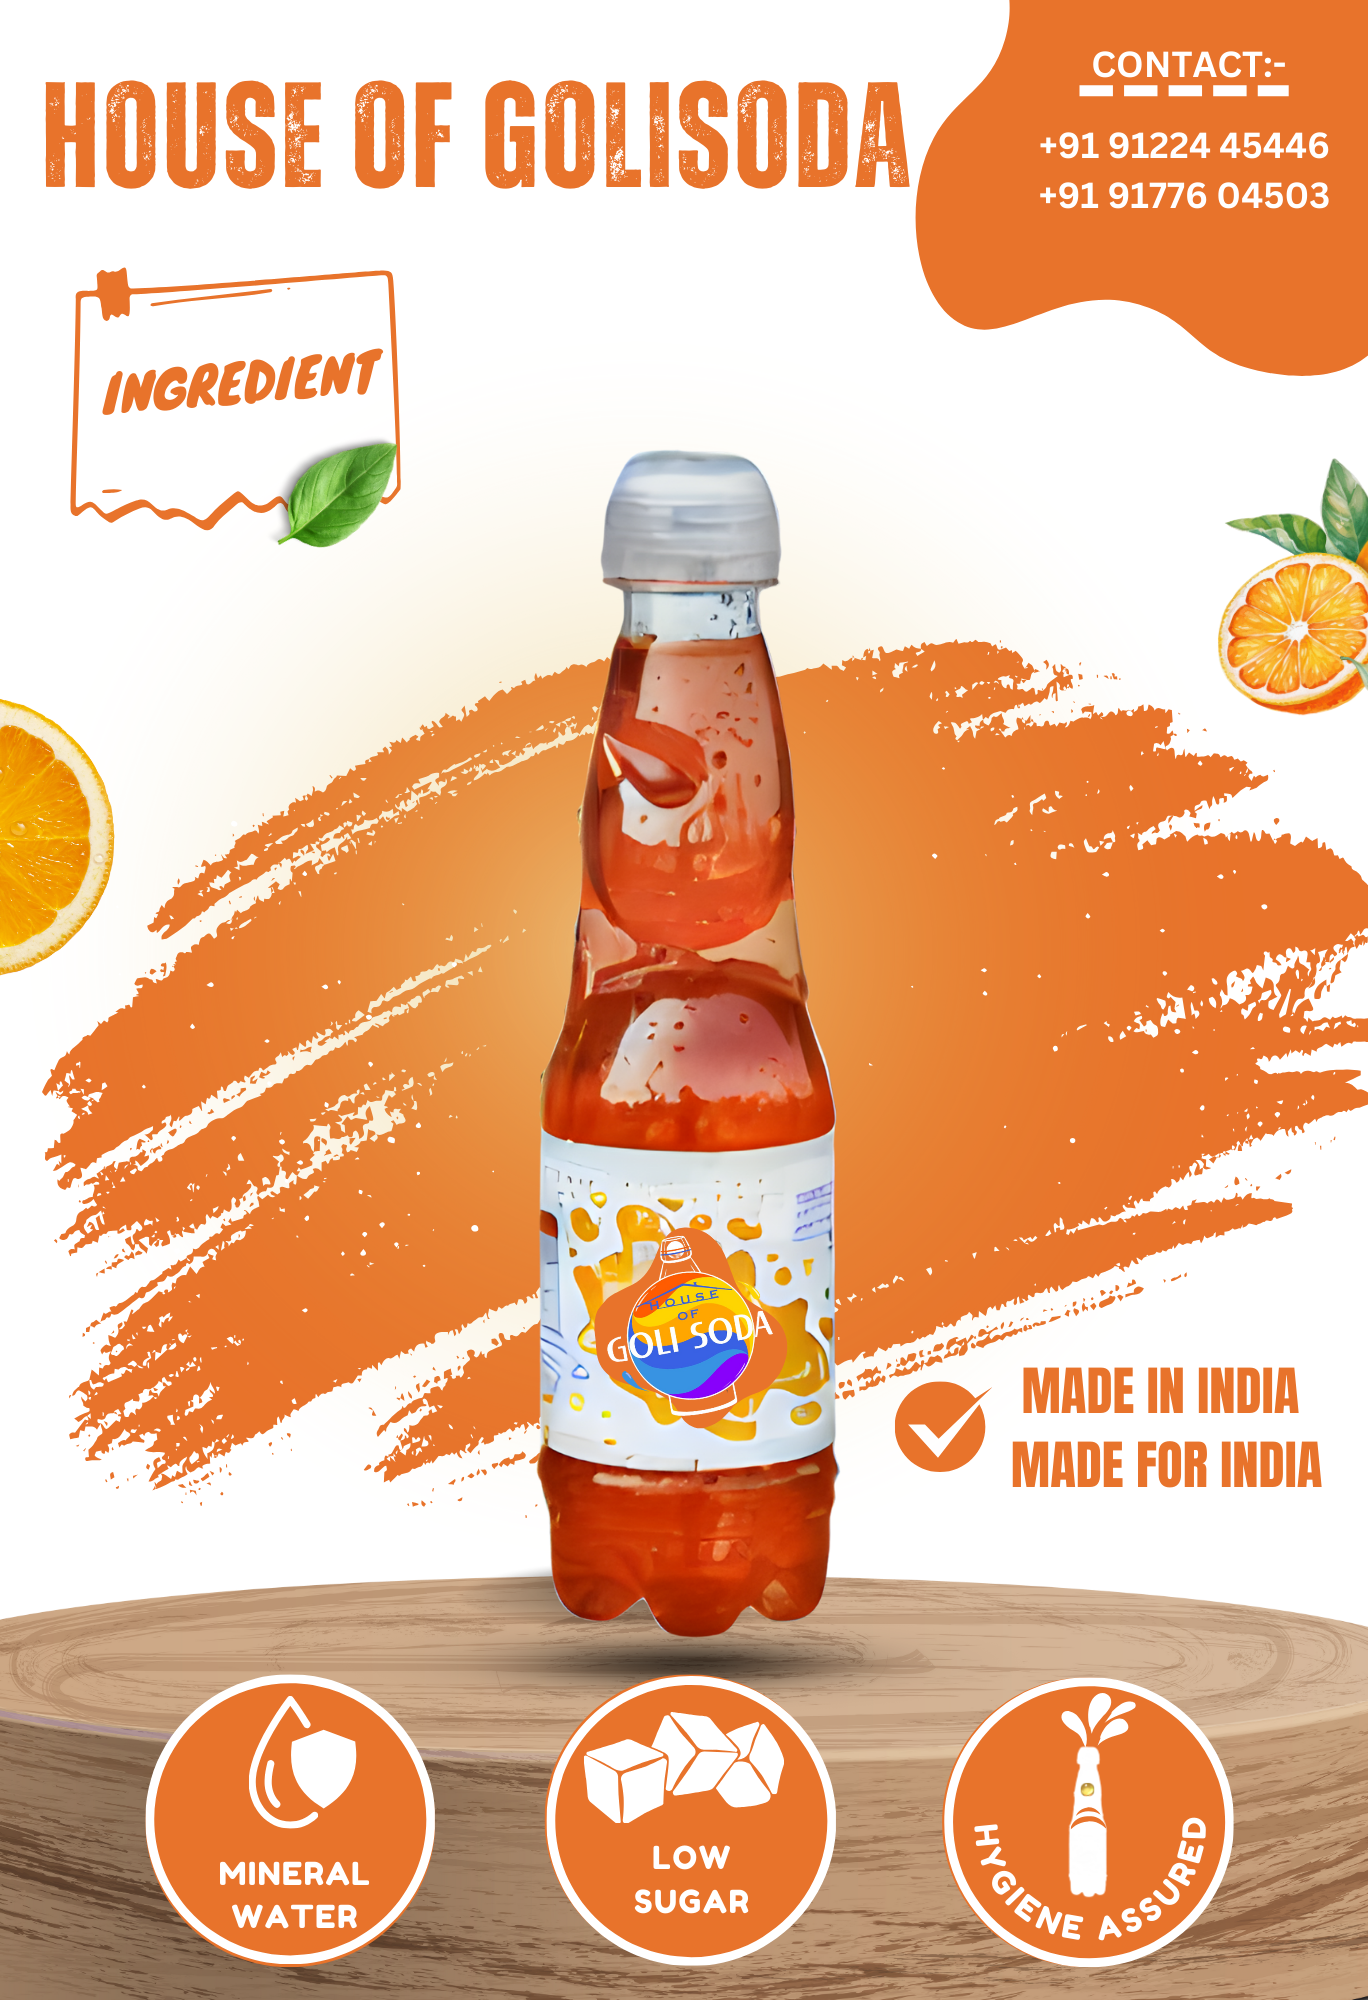 HOUSE OF GOLISODA
CONTACT:-
+91 91224 45446
+91 91776 04503
INGREDIENT
HOUSE
OF
GOLI SODA
MADE IN INDIA
MADE FOR INDIA
MINERAL
WATER
LOW
SUGAR
HYGIENE ASSURED